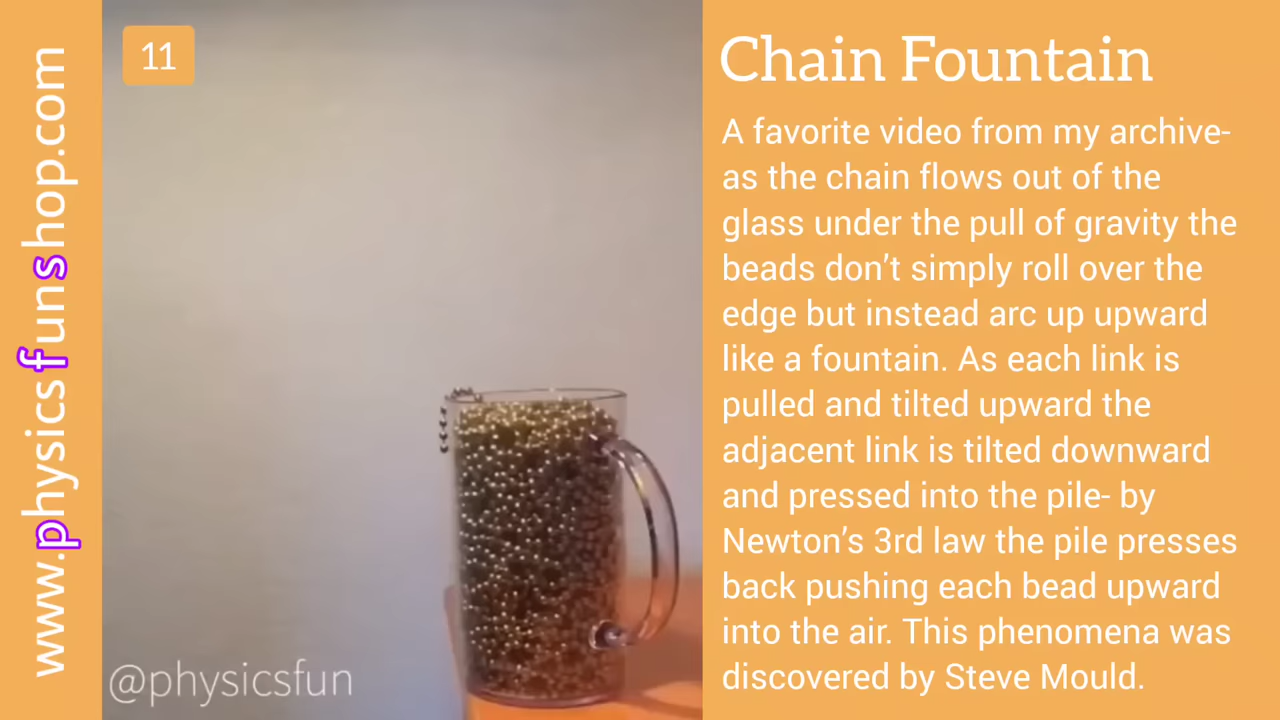 www.physicsfunshop.com
11
@physicsfun
Chain Fountain
A favorite video from my archive-
as the chain flows out of the
glass under the pull of gravity the
beads don't simply roll over the
edge but instead arc up upward
like a fountain. As each link is
pulled and tilted upward the
adjacent link is tilted downward
and pressed into the pile- by
Newton's 3rd law the pile presses
back pushing each bead upward
into the air. This phenomena was
discovered by Steve Mould.